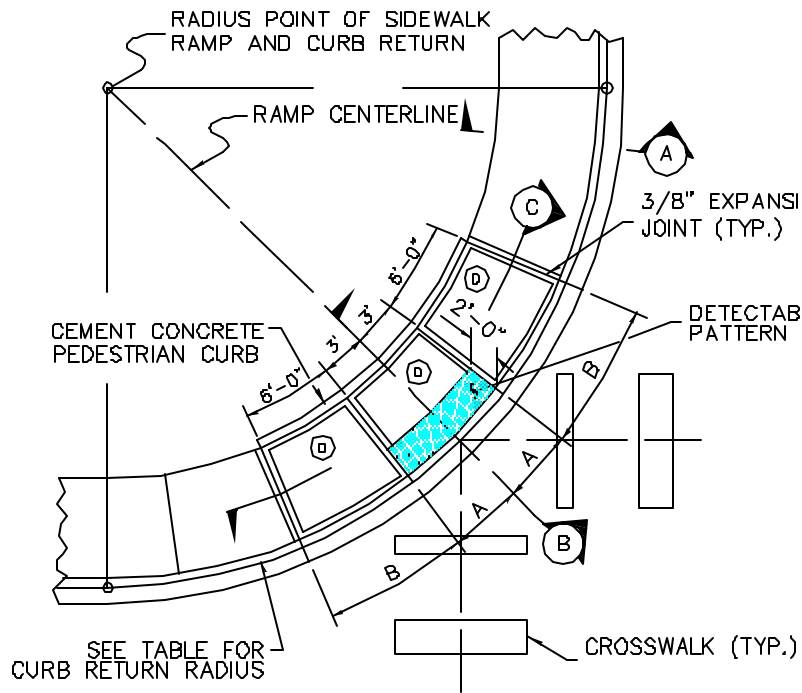 RADIUS POINT OF SIDEWALK
RAMP AND CURB RETURN
RAMP CENTERLINE
A
C
3/8" EXPANSI
JOINT (TYP.)
6'-0"
D
2'-0"
DETECTAB
PATTERN
CEMENT CONCRETE
PEDESTRIAN CURB
3'
3'
D
B
6'-0"
D
A
A
B
B
SEE TABLE FOR
CURB RETURN RADIUS
CROSSWALK (TYP.)